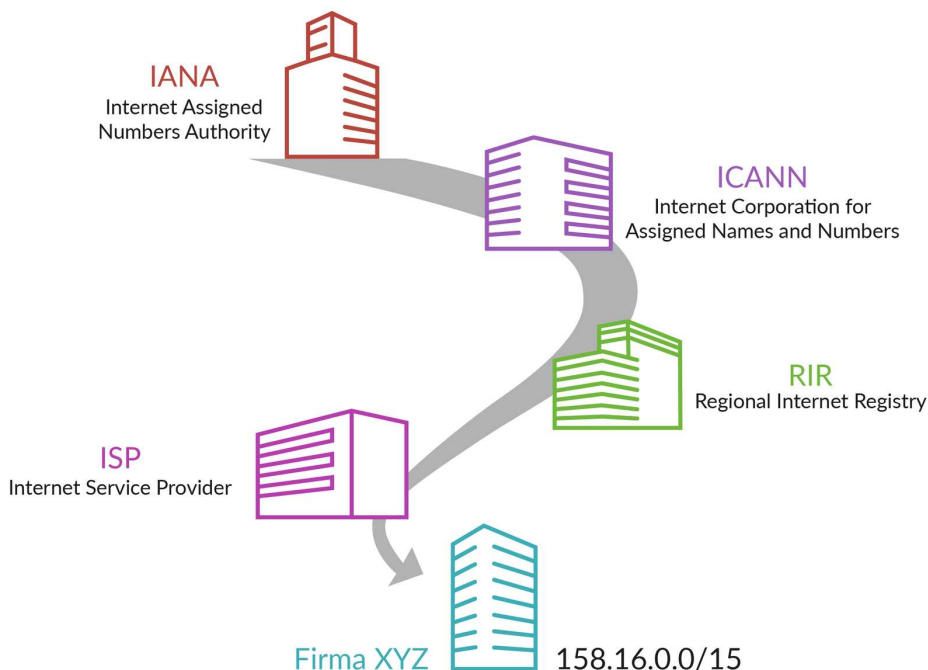 IANA
Internet Assigned
Numbers Authority
ICANN
Internet Corporation for
Assigned Names and Numbers
RIR
Regional Internet Registry
ISP
Internet Service Provider
Firma XYZ
158.16.0.0/15